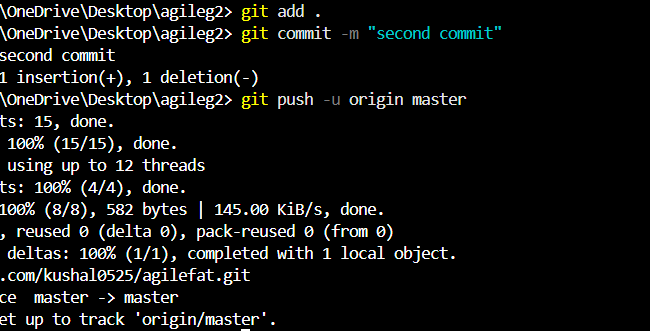 \OneDrive\Desktop\agileg2> git add .
\OneDrive\Desktop\agileg2> git commit -m "second commit"
second commit
1 insertion(+), 1 deletion(-)
\OneDrive\Desktop\agileg2> git push -u origin master
ts: 15, done.
100% (15/15), done.
using up to 12 threads
ts: 100% (4/4), done.
100% (8/8), 582 bytes | 145.00 KiB/s, done.
, reused 0 (delta 0), pack-reused 0 (from 0)
deltas: 100% (1/1), completed with 1 local object.
.com/kushal0525/agilefat.git
ce  master -> master
et up to track 'origin/master'.